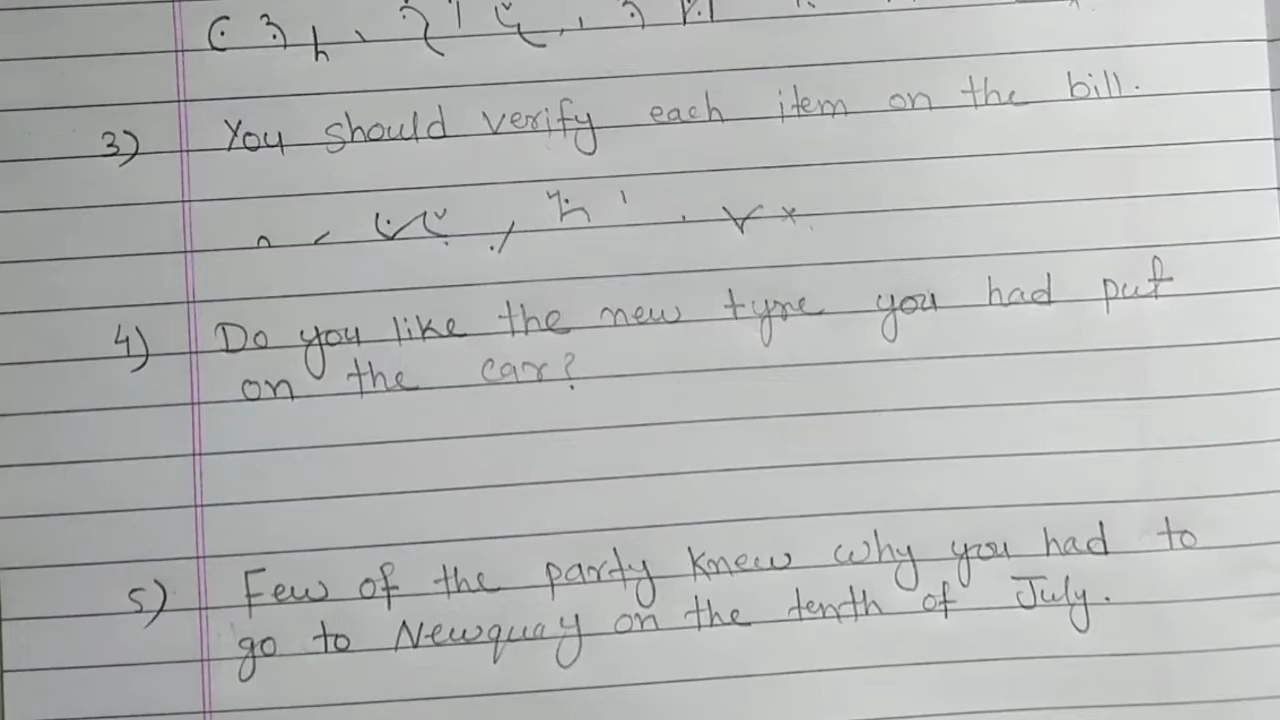 3) You should verify each item on the bill.
4) Do you like the new tyre you had put
on the car?
5) Few of the party knew why you had to
go to Newquay on the tenth of July.